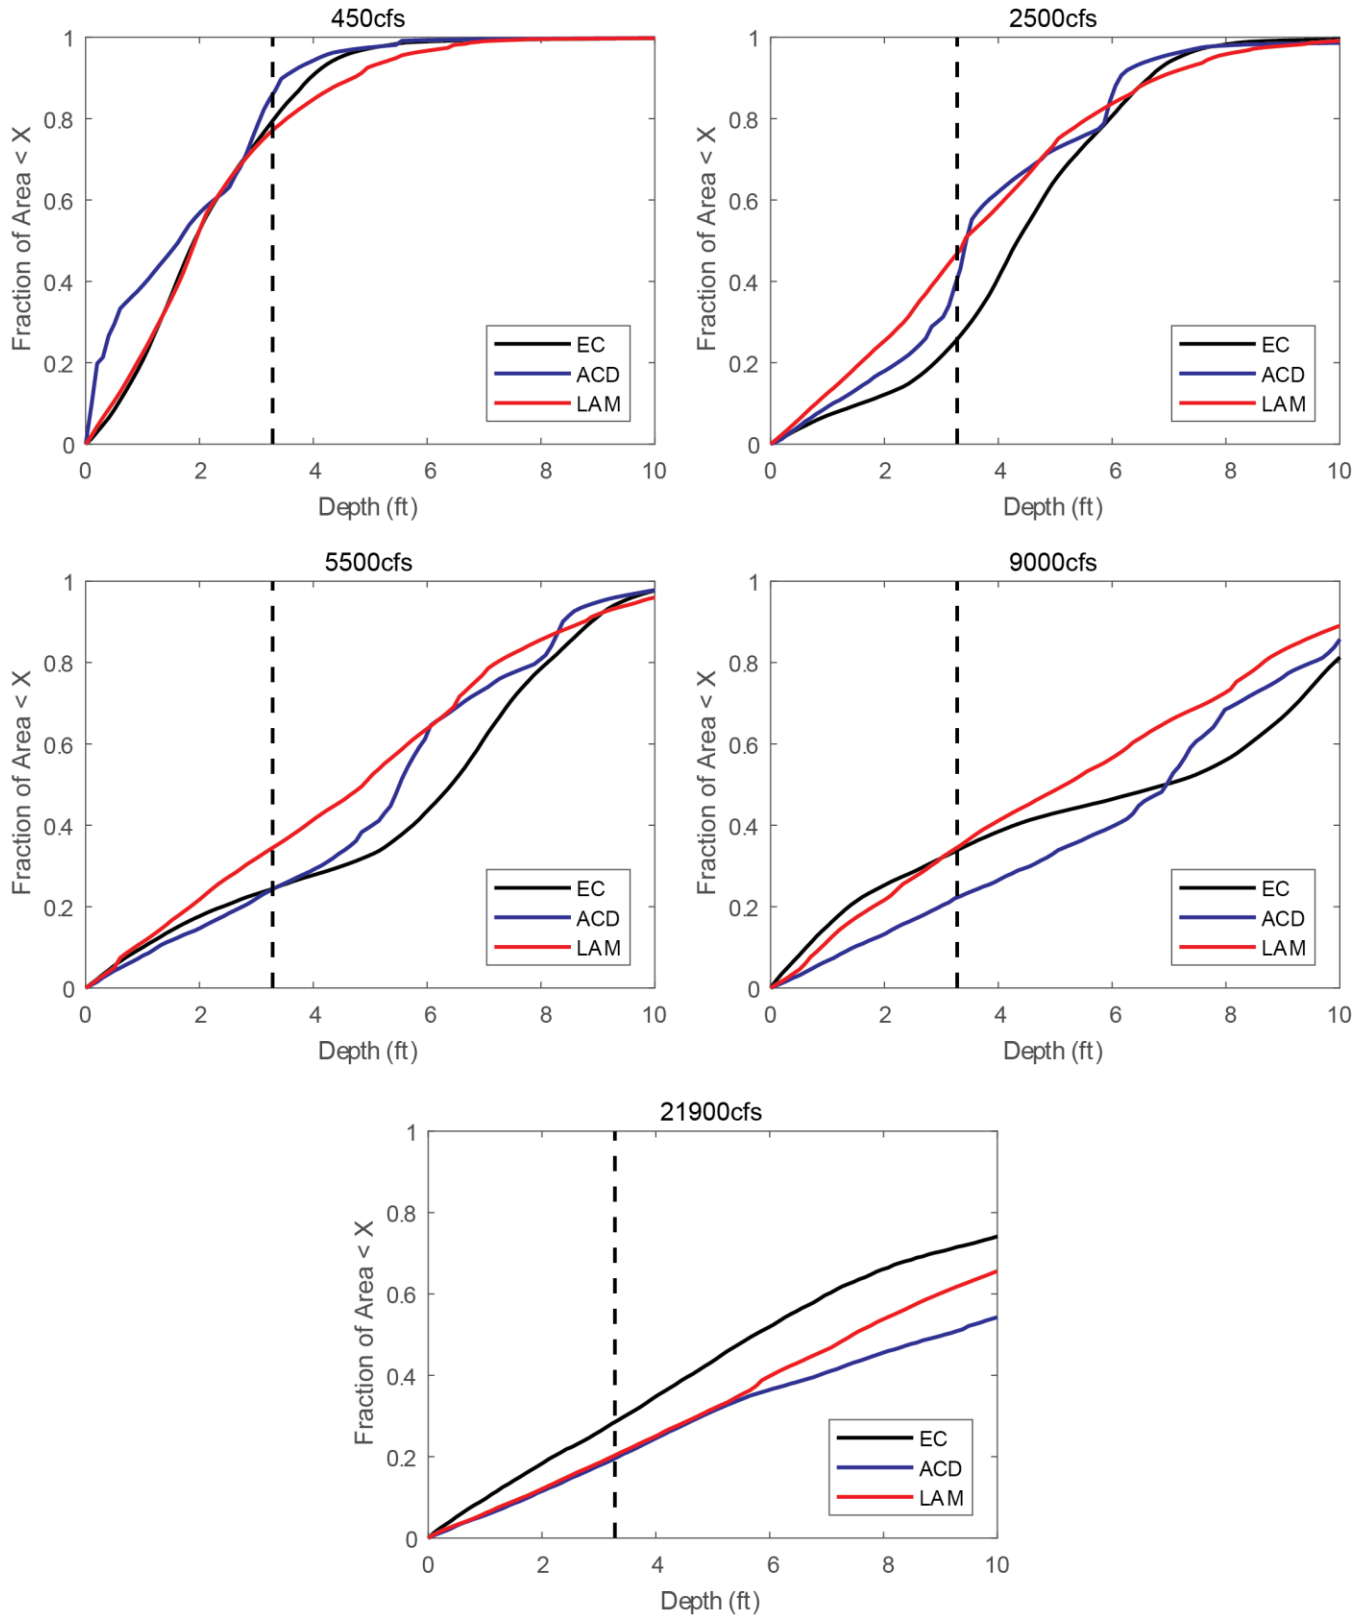 450cfs
1
0.8
0.6
0.4
0.2
0
Fraction of Area < X
0 2 4 6 8 10
Depth (ft)
EC
ACD
LAM
2500cfs
1
0.8
0.6
0.4
0.2
0
Fraction of Area < X
0 2 4 6 8 10
Depth (ft)
EC
ACD
LAM
5500cfs
1
0.8
0.6
0.4
0.2
0
Fraction of Area < X
0 2 4 6 8 10
Depth (ft)
EC
ACD
LAM
9000cfs
1
0.8
0.6
0.4
0.2
0
Fraction of Area < X
0 2 4 6 8 10
Depth (ft)
EC
ACD
LAM
21900cfs
1
0.8
0.6
0.4
0.2
0
Fraction of Area < X
0 2 4 6 8 10
Depth (ft)
EC
ACD
LAM